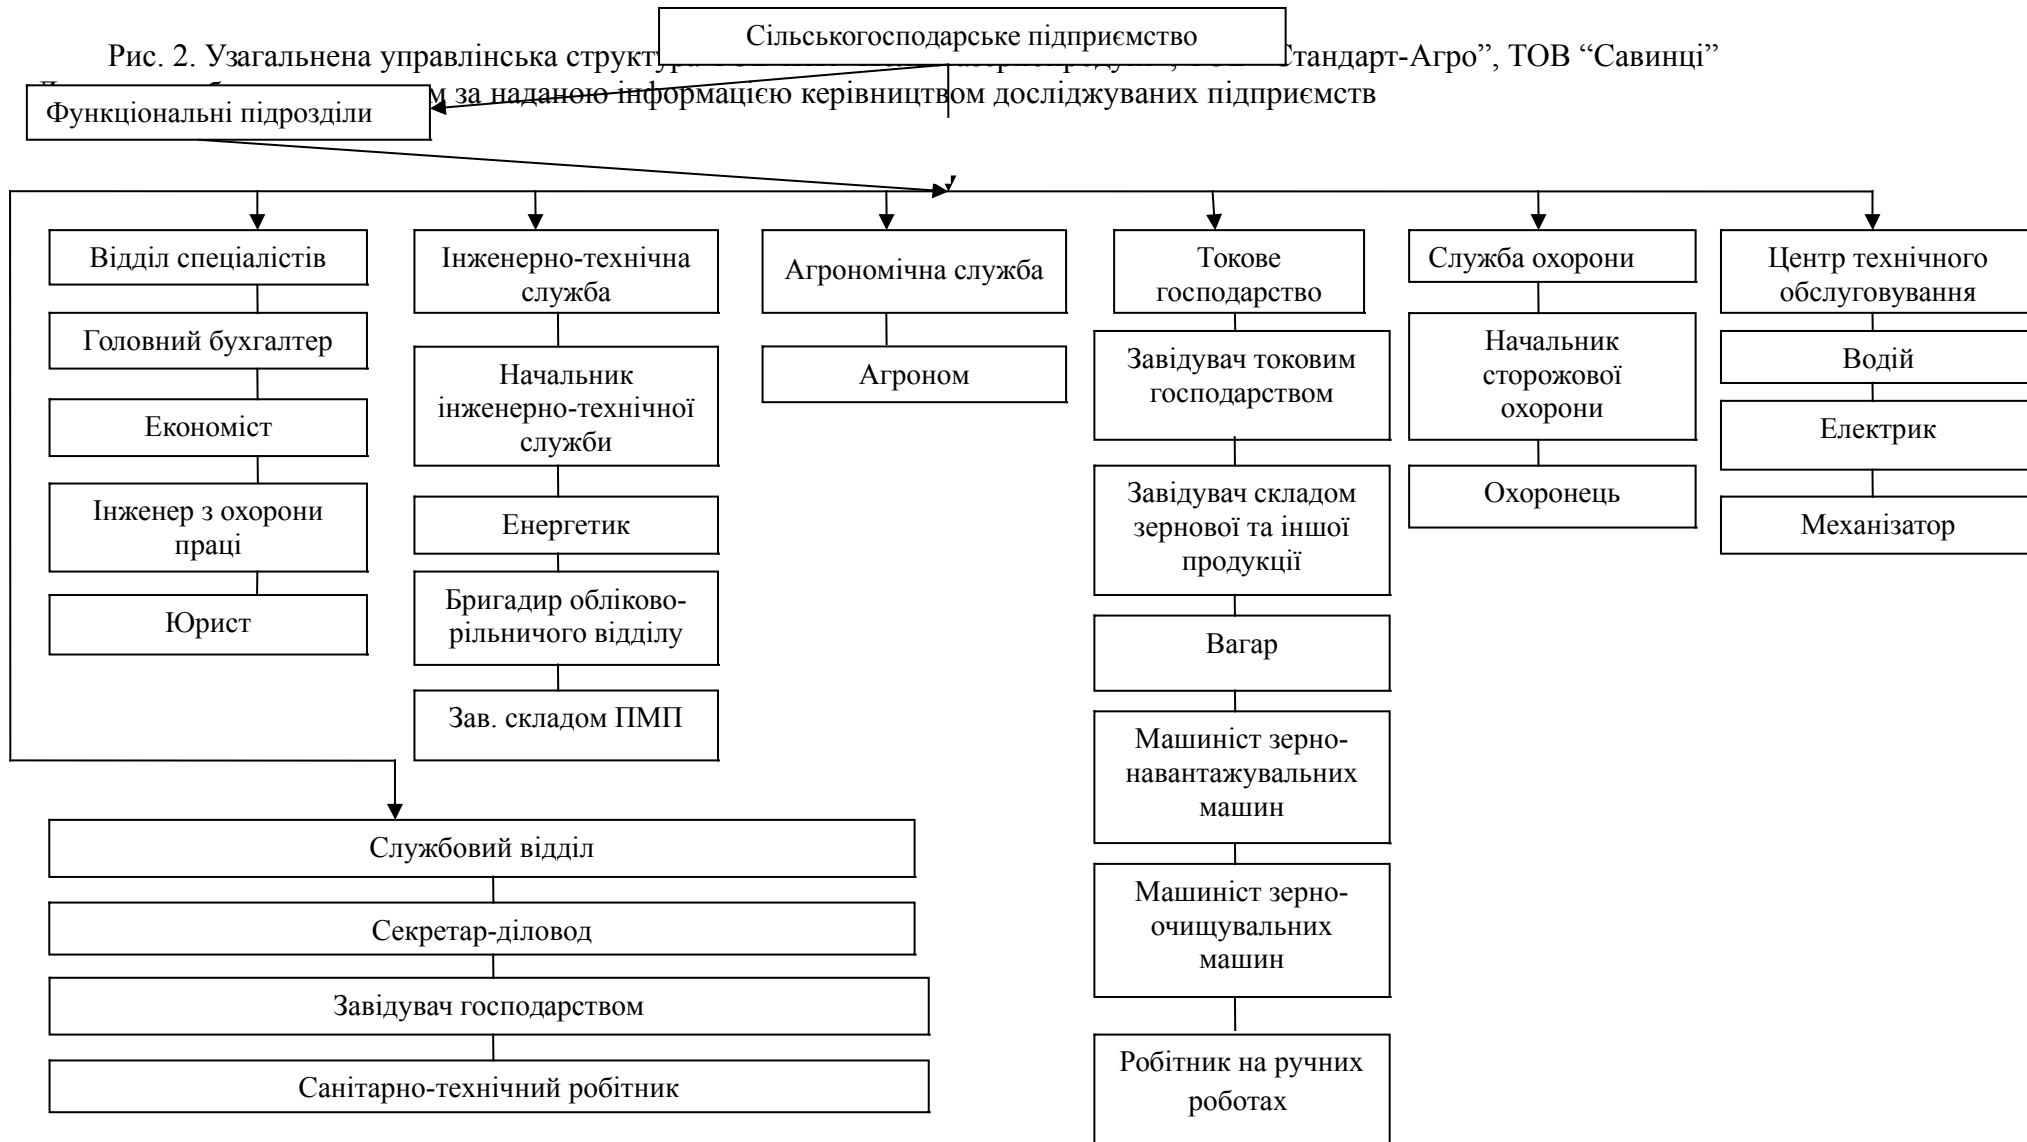 Сільськогосподарське підприємство
Рис. 2. Узагальнена управлінська структура Стандарт-Агро”, ТОВ “Савинці”
за наданою інформацією керівництвом досліджуваних підприємств
Функціональні підрозділи
Відділ спеціалістів
Головний бухгалтер
Економіст
Інженер з охорони
праці
Юрист
Інженерно-технічна
служба
Начальник
інженерно-технічної
служби
Енергетик
Бригадир обліково-
рільничого відділу
Зав. складом ПМП
Агрономічна служба
Агроном
Токове
господарство
Завідувач токовим
господарством
Завідувач складом
зернової та іншої
продукції
Вагар
Машиніст зерно-
навантажувальних
машин
Машиніст зерно-
очищувальних
машин
Робітник на ручних
роботах
Служба охорони
Начальник
сторожової
охорони
Охоронець
Центр технічного
обслуговування
Водій
Електрик
Механізатор
Службовий відділ
Секретар-діловод
Завідувач господарством
Санітарно-технічний робітник